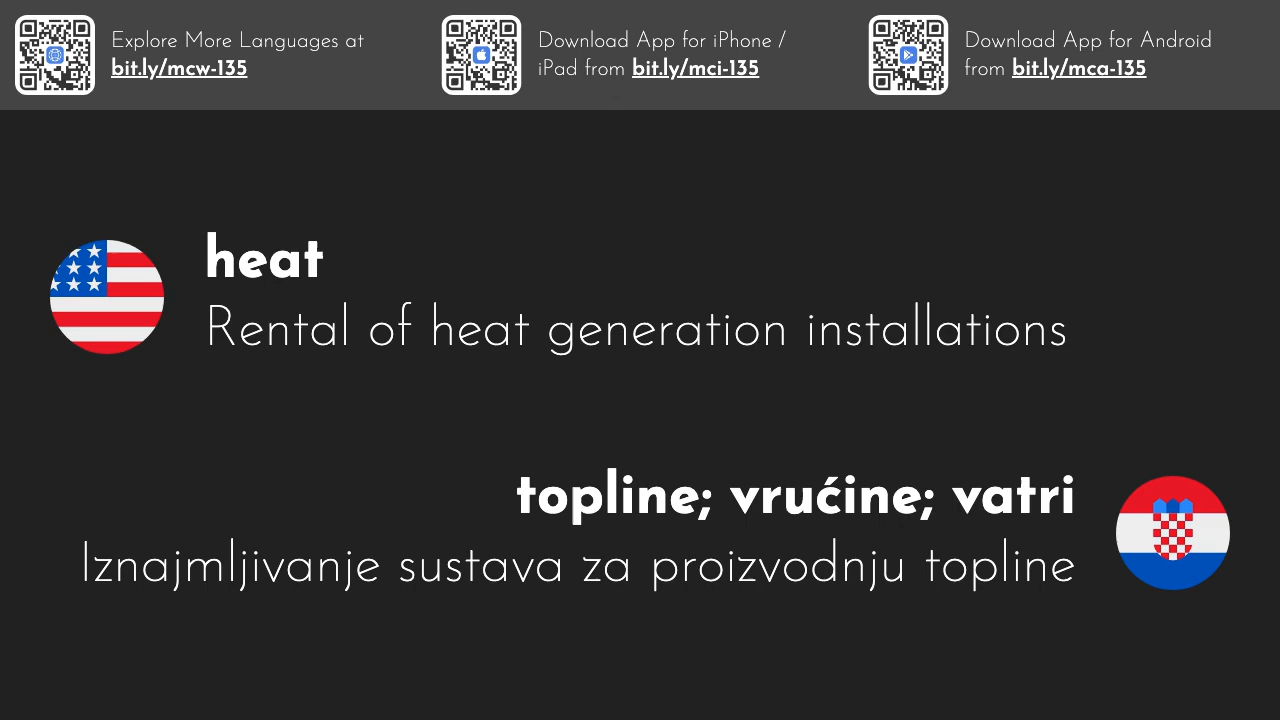 Explore More Languages at
bit.ly/mcw-135
Download App for iPhone /
iPad from bit.ly/mci-135
Download App for Android
from bit.ly/mca-135
heat
Rental of heat generation installations
topline; vrućine; vatri
Iznajmljivanje sustava za proizvodnju topline